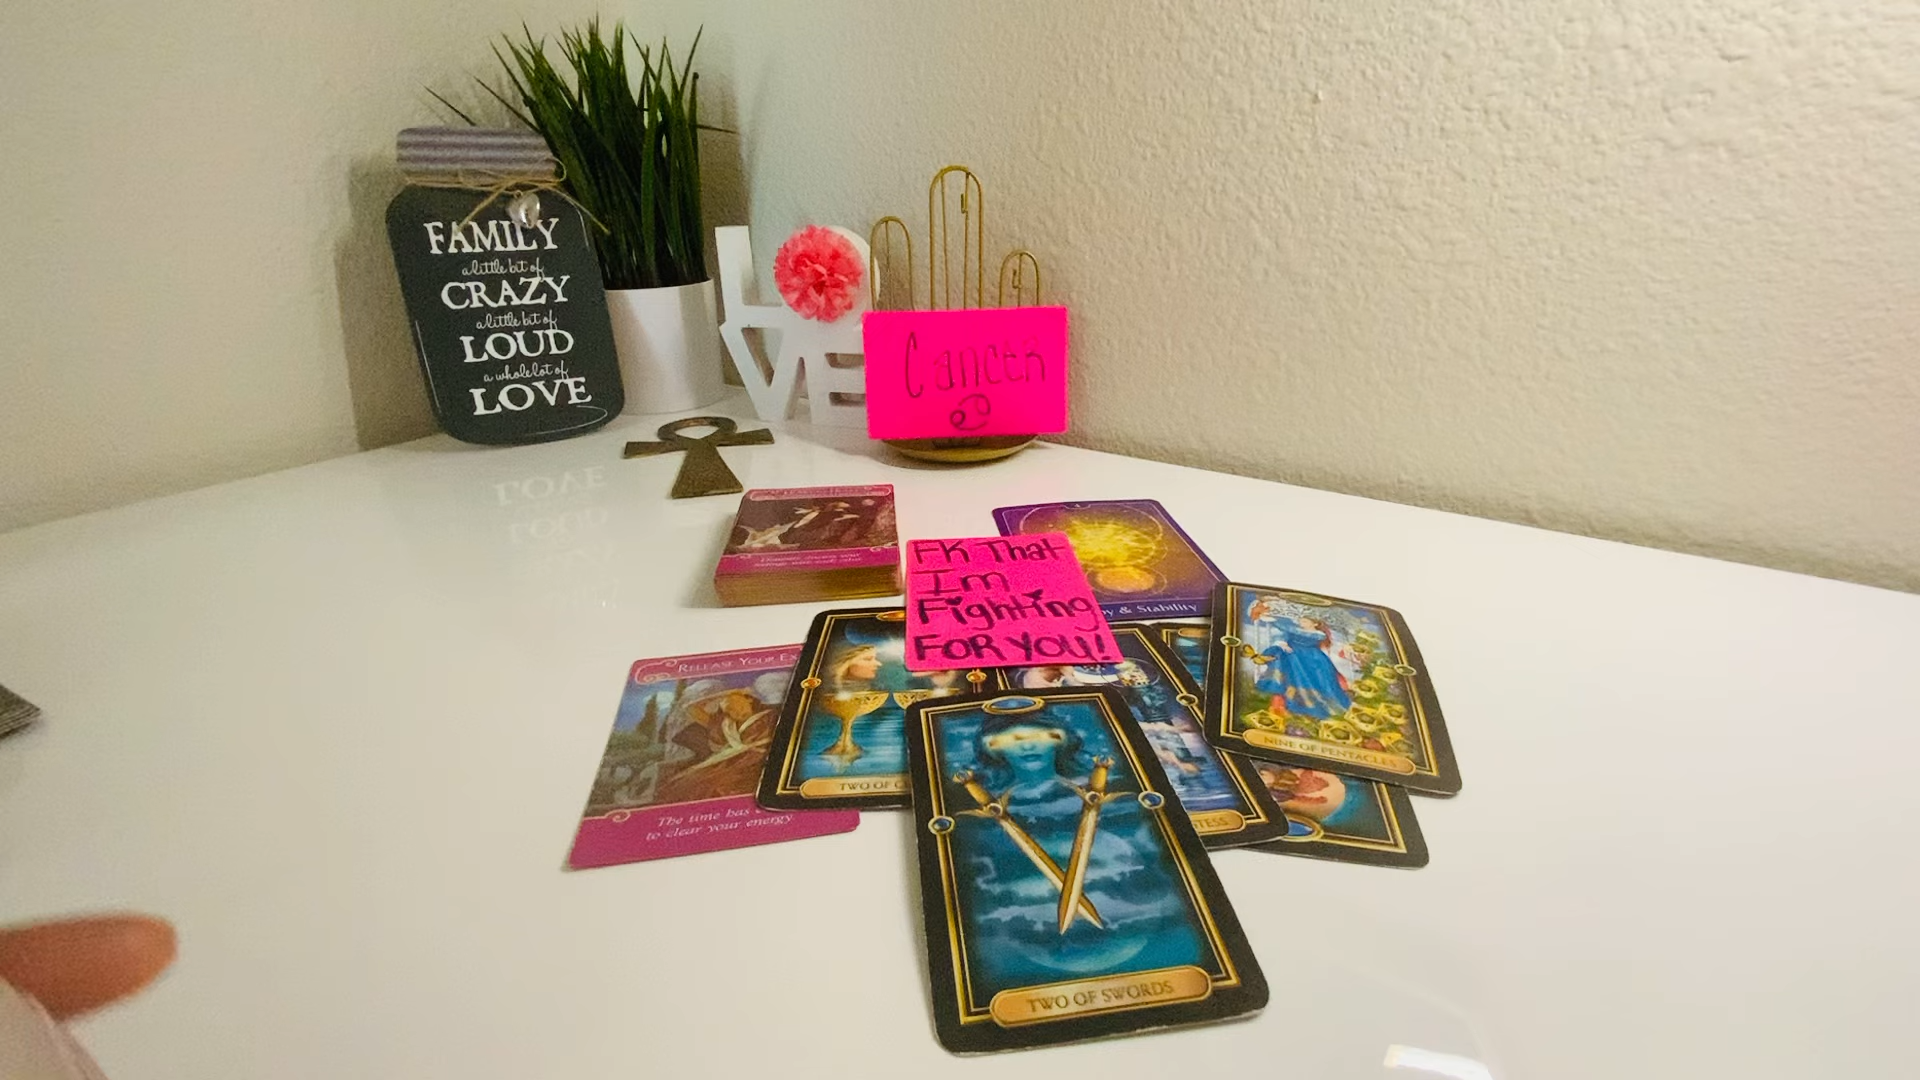 FAMILY
a little bit of
CRAZY
a little bit of
LOUD
a whole lot of
LOVE
LOVE
Cancer
FK That
Im
Fighting
FOR YOU!
& Stability
RELEASE YOUR
The time has
to clear your energy
TWO OF
NINE OF PENTACLES
TWO OF SWORDS